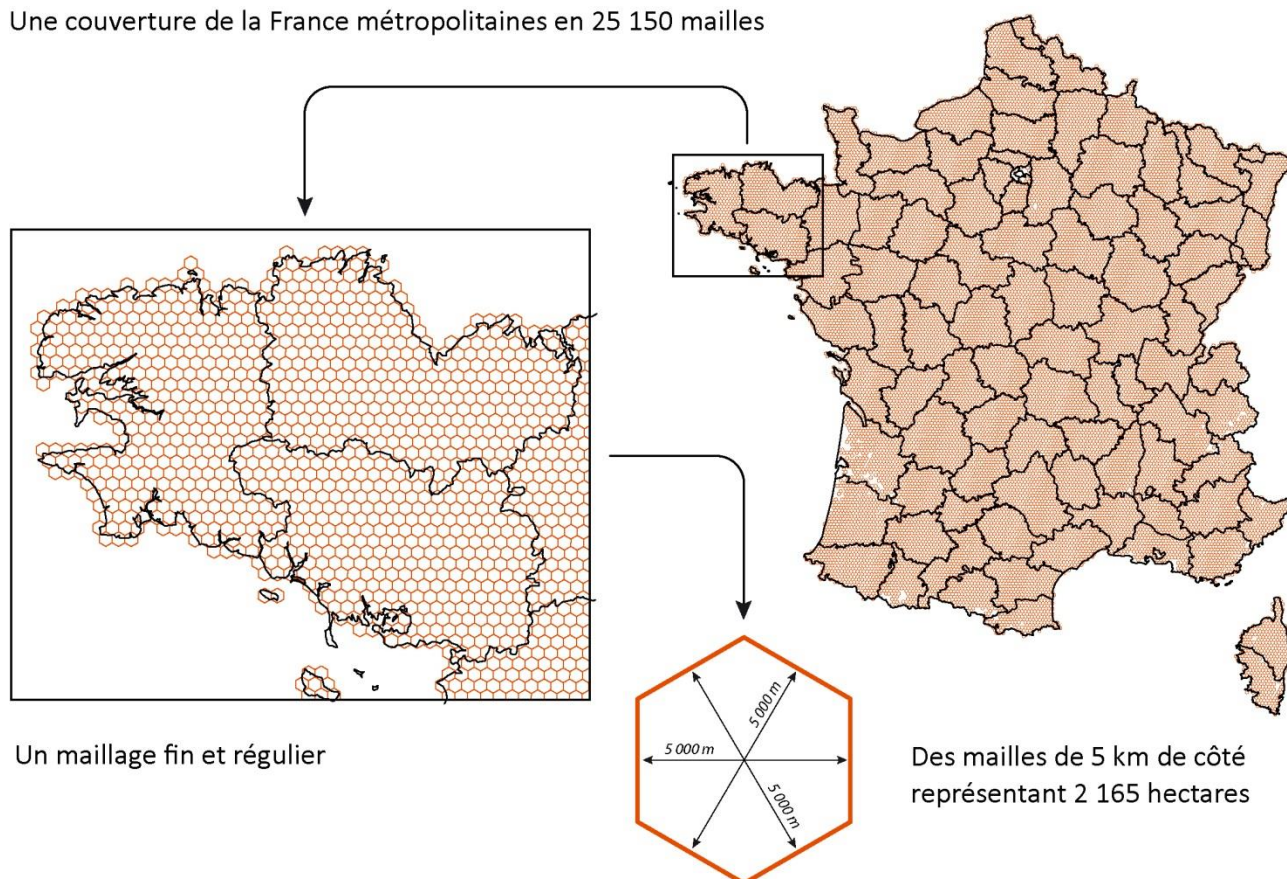 Une couverture de la France métropolitaines en 25 150 mailles
Un maillage fin et régulier
5 000 m
5 000 m
5 000 m
Des mailles de 5 km de côté
représentant 2 165 hectares